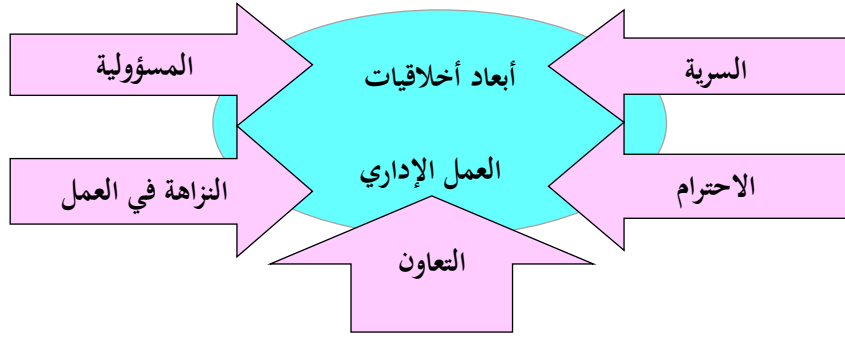 السرية
أبعاد أخلاقيات
المسؤولية
الاحترام
العمل الإداري
النزاهة في العمل
التعاون